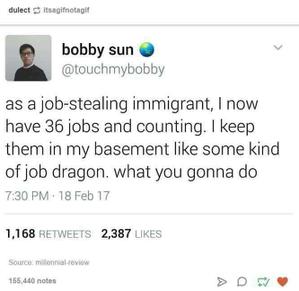 dulect itsagifnotagif
bobby sun
@touchmybobby
as a job-stealing immigrant, I now
have 36 jobs and counting. I keep
them in my basement like some kind
of job dragon. what you gonna do
7:30 PM · 18 Feb 17
1,168 RETWEETS 2,387 LIKES
Source: millennial-review
155,440 notes